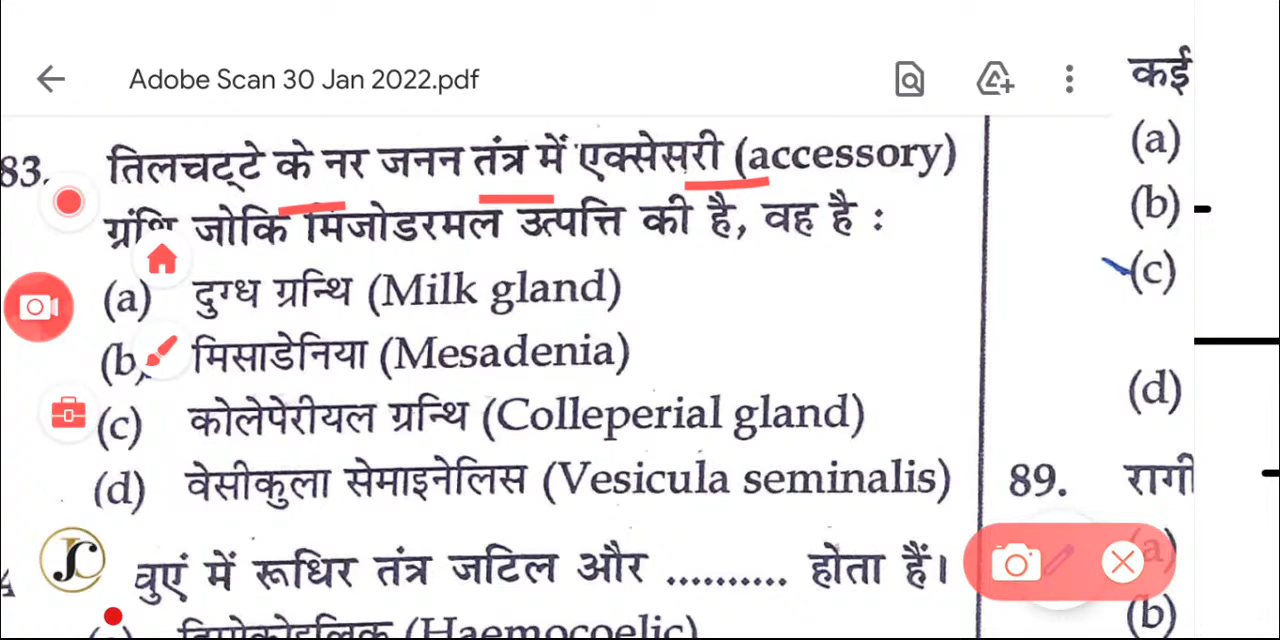 Adobe Scan 30 Jan 2022.pdf
83. तिलचट्टे के नर जनन तंत्र में एक्सेसरी (accessory)
ग्रंथि जोकि मिजोडरमल उत्पत्ति की है, वह है :
(a) दुग्ध ग्रन्थि (Milk gland)
(b) मिसाडेनिया (Mesadenia)
(c) कोलेपेरीयल ग्रन्थि (Colleperial gland)
(d) वेसीकुला सेमाइनेलिस (Vesicula seminalis)
वुएं में रूधिर तंत्र जटिल और ........... होता हैं।
(Haemocoelic)
कई
(a)
(b)
(c)
(d)
89. रागी
(a)
(b)